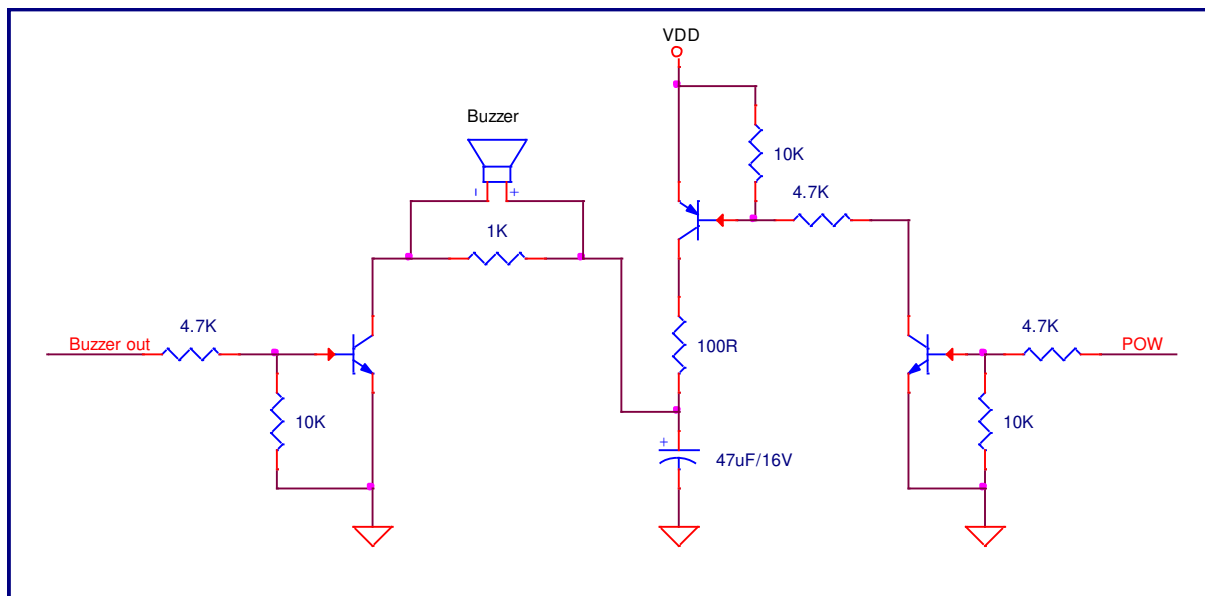 VDD
Buzzer
10K
- +
4.7K
1K
4.7K
4.7K
Buzzer out
100R
POW
10K
10K
+
47uF/16V